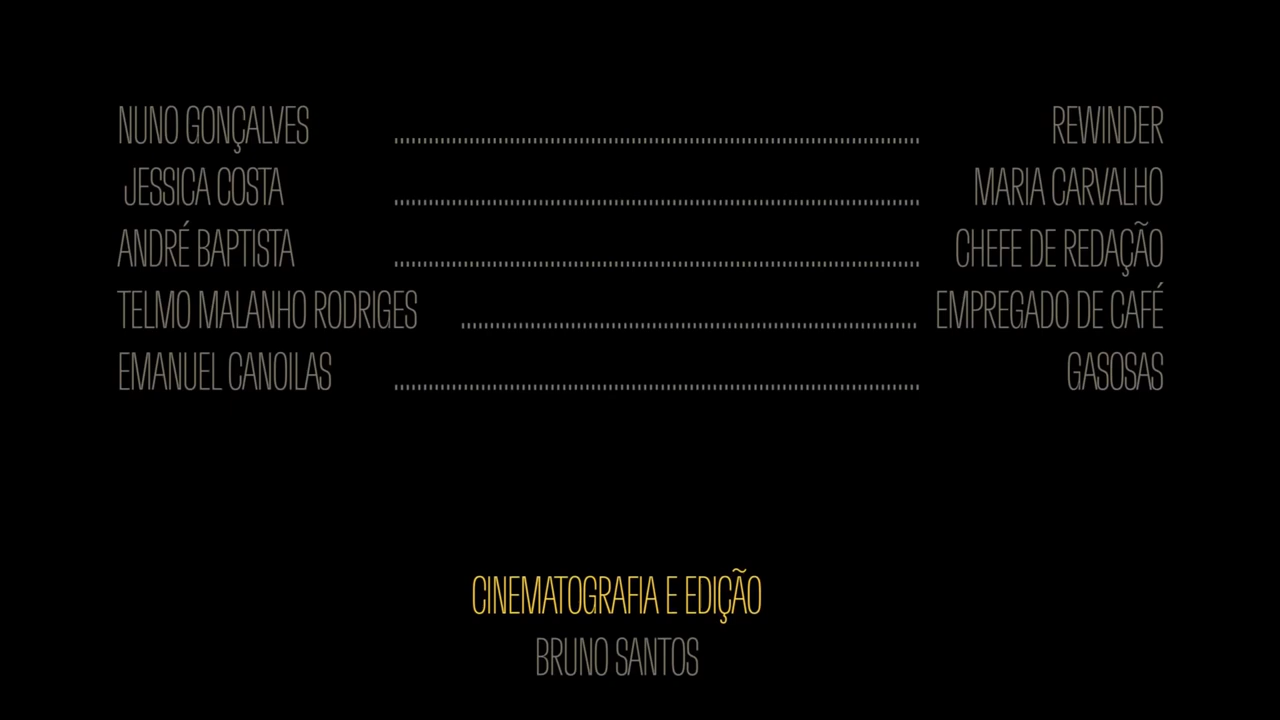 NUNO GONÇALVES ........................ REWINDER
JESSICA COSTA ........................ MARIA CARVALHO
ANDRÉ BAPTISTA ........................ CHEFE DE REDAÇÃO
TELMO MALANHO RODRIGES ........................ EMPREGADO DE CAFÉ
EMANUEL CANOILAS ........................ GASOSAS
CINEMATOGRAFIA E EDIÇÃO
BRUNO SANTOS